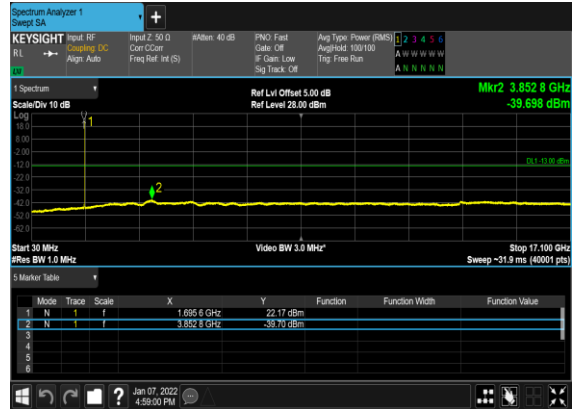 Spectrum Analyzer 1
Swept SA
+
KEYSIGHT Input: RF Input Z: 50 Ω #Atten: 40 dB PNO: Fast Avg Type: Power (RMS) 1 2 3 4 5 6
RL Coupling: DC Corr CCorr Gate: Off Avg|Hold: 100/100 A W W W W W
Align: Auto Freq Ref: Int (S) IF Gain: Low Trig: Free Run
Sig Track: Off A N N N N N
1 Spectrum Ref Lvl Offset 5.00 dB Mkr2 3.852 8 GHz
Scale/Div 10 dB Ref Level 28.00 dBm -39.698 dBm
Log
18.0 1
8.00
-2.00
-12.0 DL1 -13.00 dBm
-22.0
-32.0 2
-42.0
-52.0
-62.0
Start 30 MHz Video BW 3.0 MHz* Stop 17.100 GHz
#Res BW 1.0 MHz Sweep ~31.9 ms (40001 pts)
5 Marker Table
Mode Trace Scale X Y Function Function Width Function Value
1 N 1 f 1.695 6 GHz 22.17 dBm
2 N 1 f 3.852 8 GHz -39.70 dBm
3
4
5
6
? Jan 07, 2022
4:59:00 PM